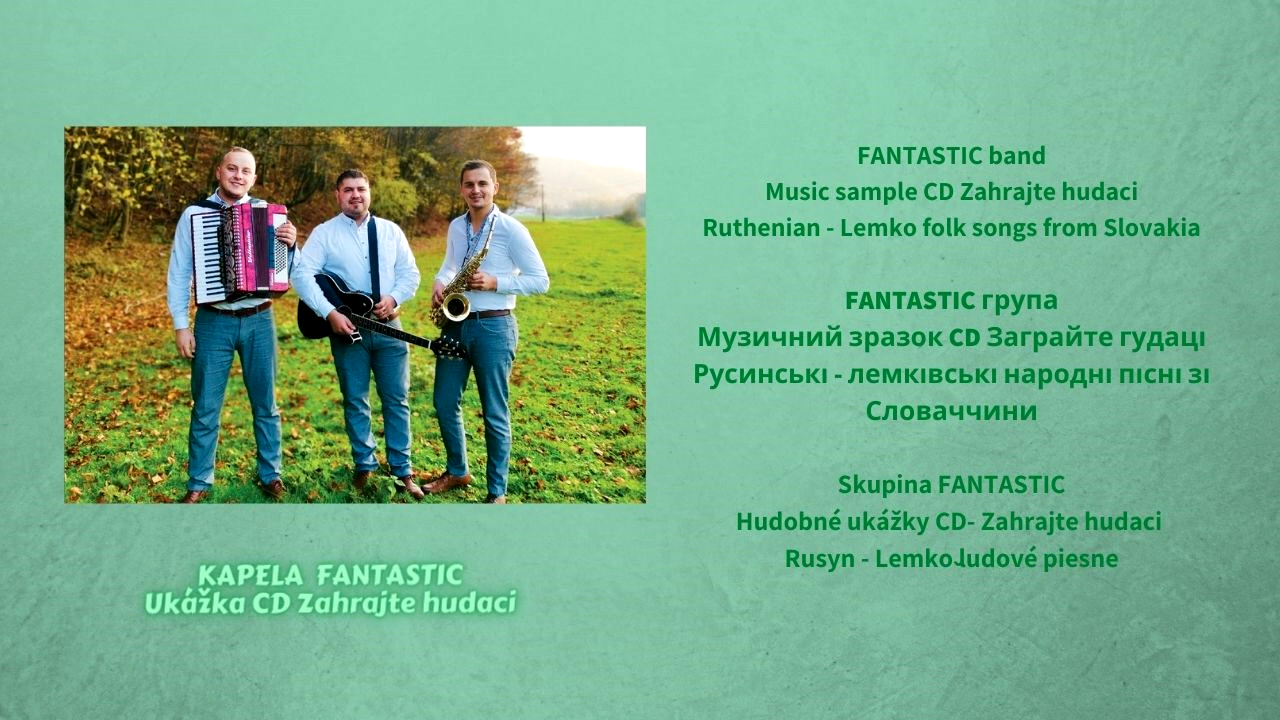 FANTASTIC band
Music sample CD Zahrajte hudaci
Ruthenian - Lemko folk songs from Slovakia
FANTASTIC група
Музичний зразок CD Заграйте гудаці
Русинські - лемківські народні пісні зі
Словаччини
Skupina FANTASTIC
Hudobné ukážky CD- Zahrajte hudaci
Rusyn - Lemko ľudové piesne
KAPELA FANTASTIC
Ukážka CD Zahrajte hudaci